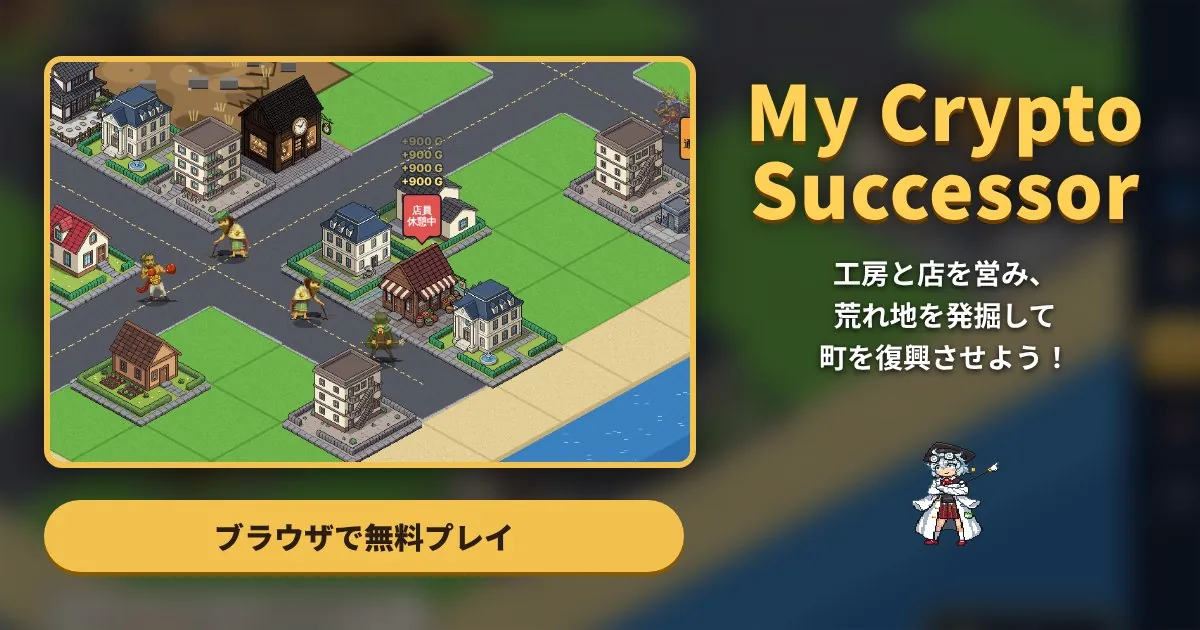 +900 G
+900 G
+900 G
+900 G
店員
休憩中
My Crypto
Successor
工房と店を営み、
荒れ地を発掘して
町を復興させよう！
ブラウザで無料プレイ